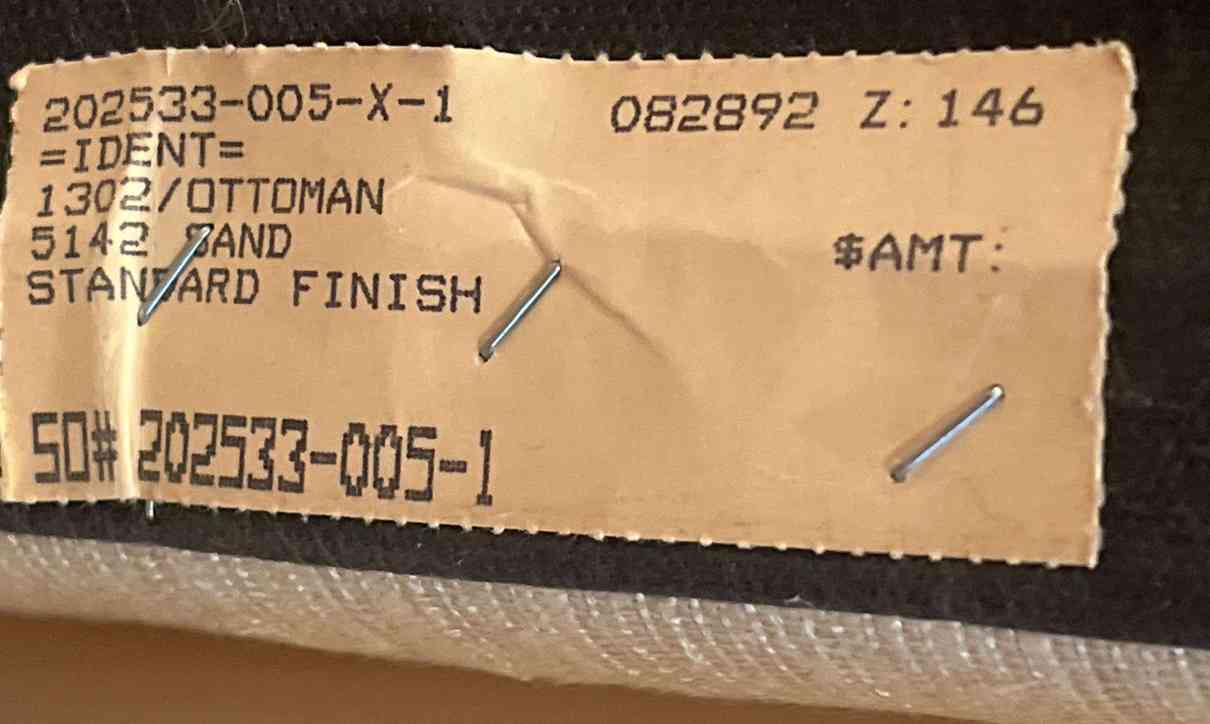 202533-005-X-1 082892 Z: 146
=IDENT=
1302/OTTOMAN
5142 SAND
$AMT:
STANDARD FINISH
SO# 202533-005-1